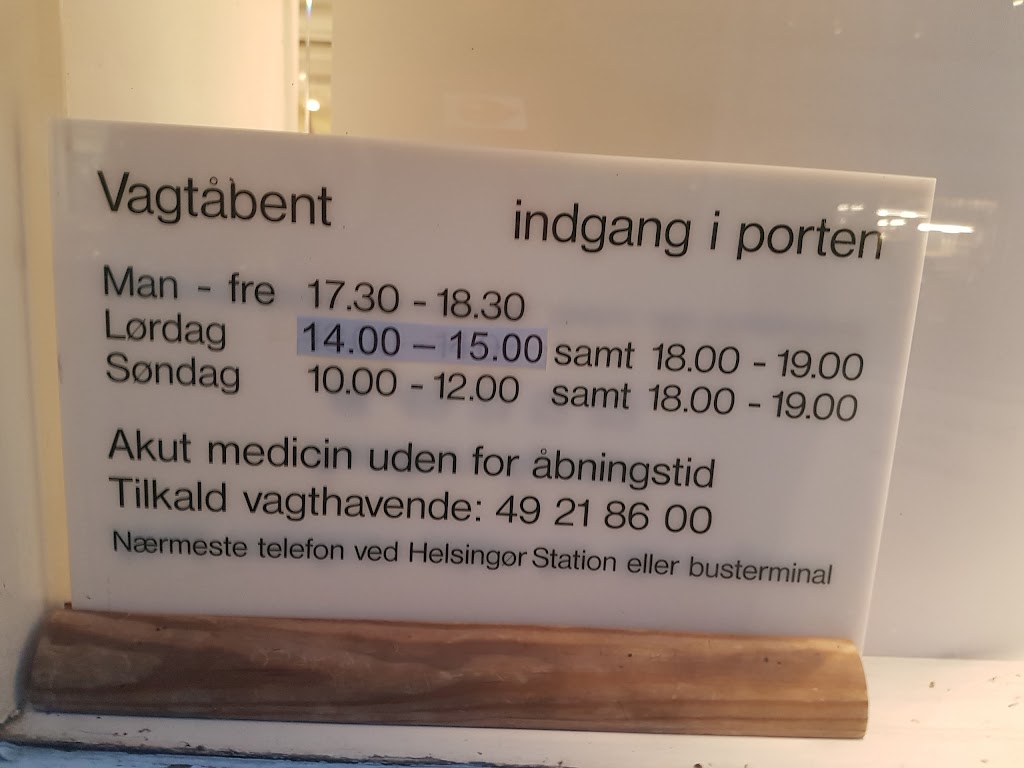 Vagtåbent indgang i porten
Man - fre 17.30 - 18.30
Lørdag 14.00 – 15.00 samt 18.00 - 19.00
Søndag 10.00 - 12.00 samt 18.00 - 19.00
Akut medicin uden for åbningstid
Tilkald vagthavende: 49 21 86 00
Nærmeste telefon ved Helsingør Station eller busterminal